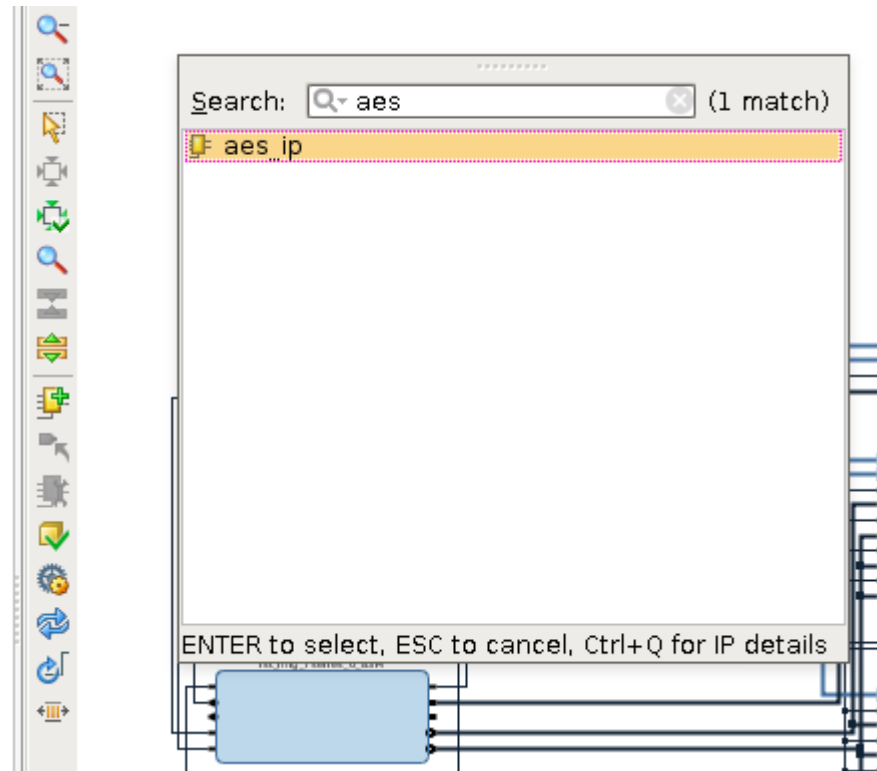 Search: aes (1 match)
aes_ip
ENTER to select, ESC to cancel, Ctrl+Q for IP details